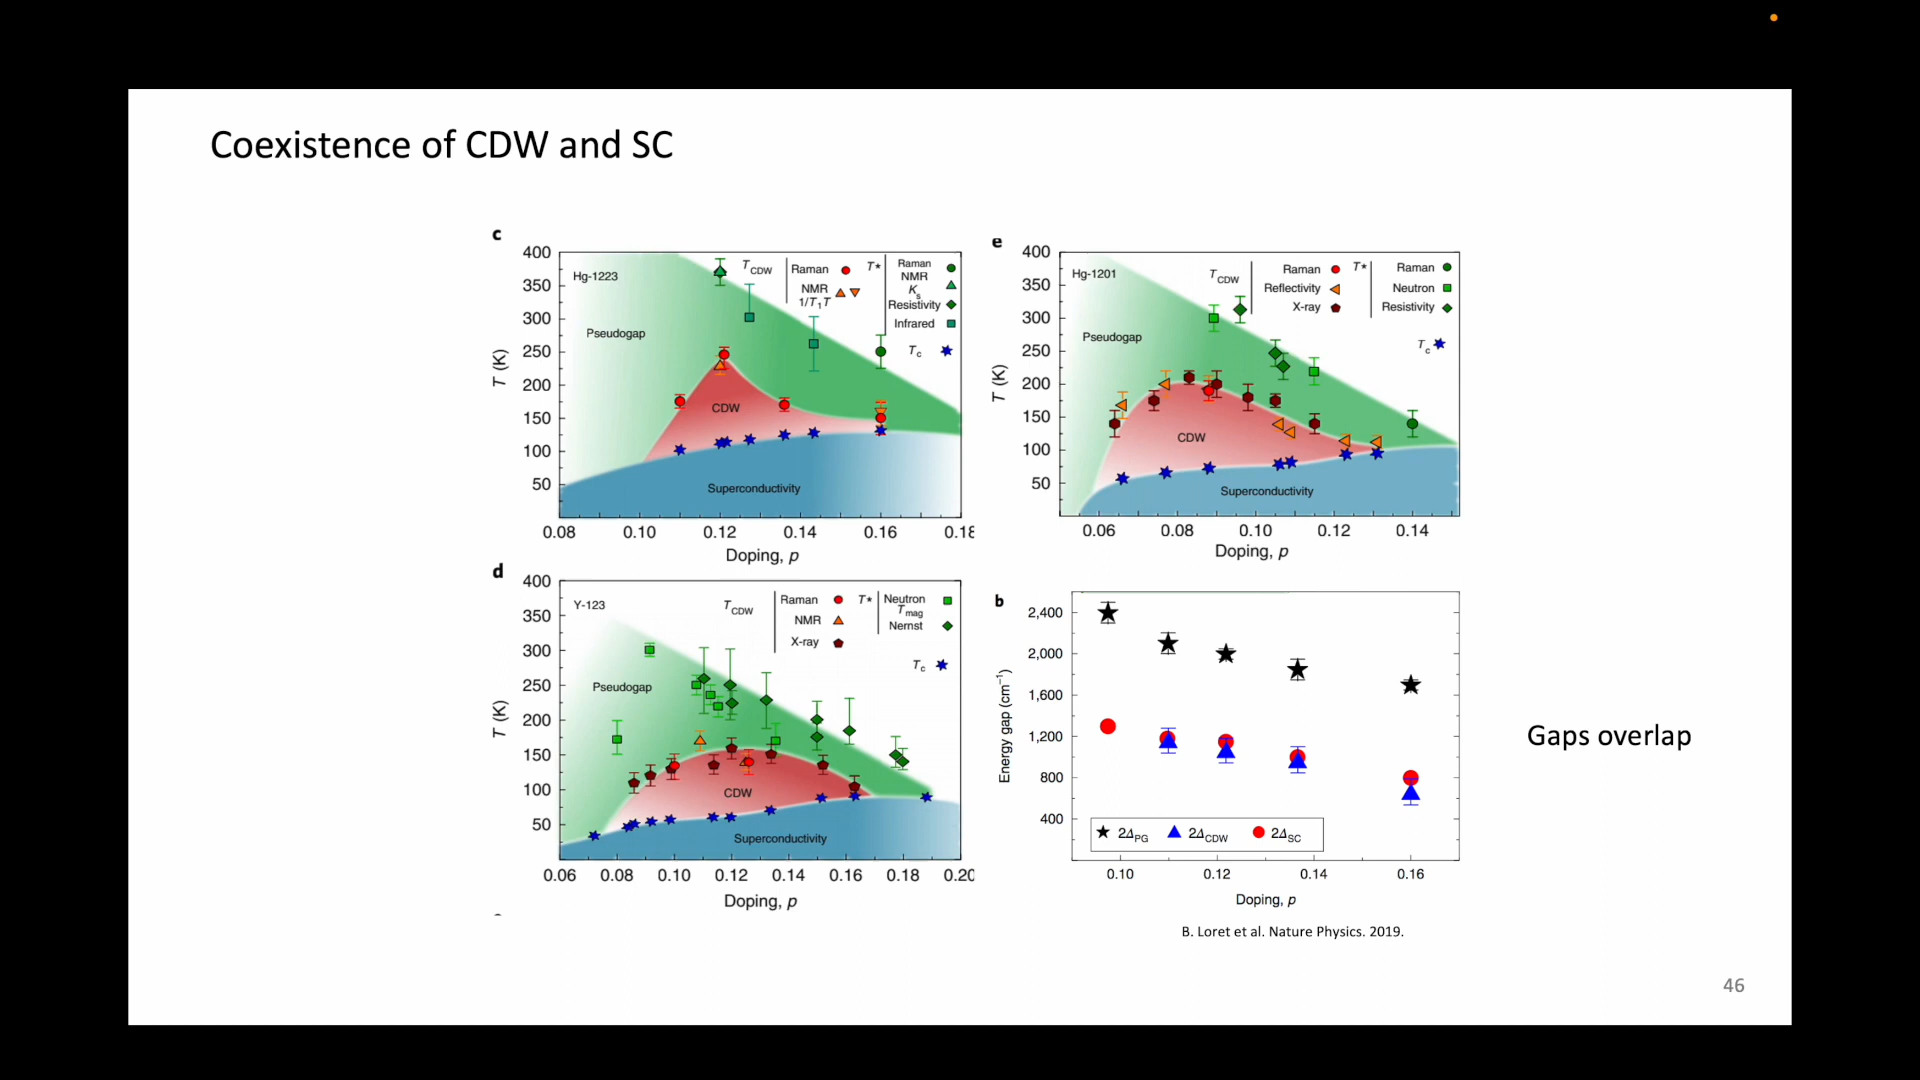 Coexistence of CDW and SC
c
Hg-1223
T_CDW
Raman
NMR
1/T₁T
T*
Raman
NMR
Kₛ
Resistivity
Infrared
T_c
Pseudogap
CDW
Superconductivity
T (K)
400
350
300
250
200
150
100
50
0.08 0.10 0.12 0.14 0.16 0.18
Doping, p
e
Hg-1201
T_CDW
Raman
Reflectivity
X-ray
T*
Raman
Neutron
Resistivity
T_c
Pseudogap
CDW
Superconductivity
T (K)
400
350
300
250
200
150
100
50
0.06 0.08 0.10 0.12 0.14
Doping, p
d
Y-123
T_CDW
Raman
NMR
X-ray
T*
Neutron
T_mag
Nernst
T_c
Pseudogap
CDW
Superconductivity
T (K)
400
350
300
250
200
150
100
50
0.06 0.08 0.10 0.12 0.14 0.16 0.18 0.20
Doping, p
b
Energy gap (cm⁻¹)
2,400
2,000
1,600
1,200
800
400
2Δ_PG 2Δ_CDW 2Δ_SC
0.10 0.12 0.14 0.16
Doping, p
Gaps overlap
B. Loret et al. Nature Physics. 2019.
46